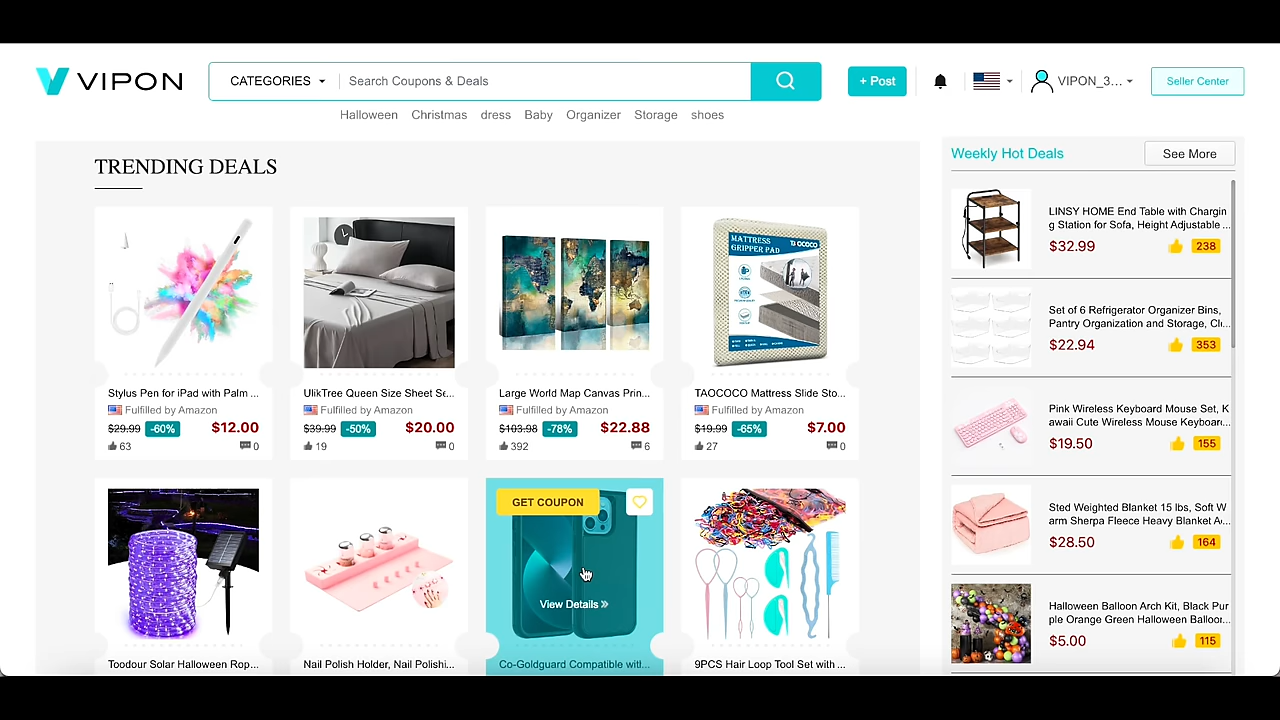 VIPON
CATEGORIES
Search Coupons & Deals
+ Post
VIPON_3...
Seller Center
Halloween Christmas dress Baby Organizer Storage shoes
TRENDING DEALS
Weekly Hot Deals
See More
MATTRESS
GRIPPER PAD
Stylus Pen for iPad with Palm ...
Fulfilled by Amazon
$29.99 -60% $12.00
63 0
UlikTree Queen Size Sheet Se...
Fulfilled by Amazon
$39.99 -50% $20.00
19 0
Large World Map Canvas Prin...
Fulfilled by Amazon
$103.98 -78% $22.88
392 6
TAOCOCO Mattress Slide Sto...
Fulfilled by Amazon
$19.99 -65% $7.00
27 0
GET COUPON
View Details »
Toodour Solar Halloween Rop...
Nail Polish Holder, Nail Polishi...
Co-Goldguard Compatible witl...
9PCS Hair Loop Tool Set with ...
LINSY HOME End Table with Chargin
g Station for Sofa, Height Adjustable ...
$32.99 238
Set of 6 Refrigerator Organizer Bins,
Pantry Organization and Storage, Cl...
$22.94 353
Pink Wireless Keyboard Mouse Set, K
awaii Cute Wireless Mouse Keyboar...
$19.50 155
Sted Weighted Blanket 15 lbs, Soft W
arm Sherpa Fleece Heavy Blanket A...
$28.50 164
Halloween Balloon Arch Kit, Black Pur
ple Orange Green Halloween Balloo...
$5.00 115